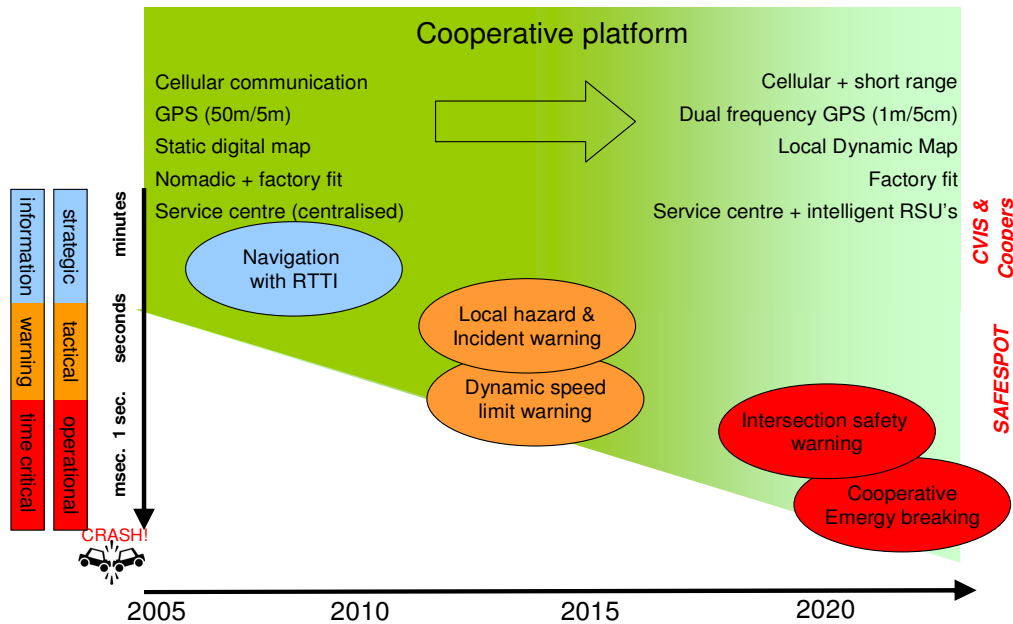 Cooperative platform
Cellular communication
GPS (50m/5m)
Static digital map
Nomadic + factory fit
Service centre (centralised)
Cellular + short range
Dual frequency GPS (1m/5cm)
Local Dynamic Map
Factory fit
Service centre + intelligent RSU's
information
warning
time critical
strategic
tactical
operational
minutes
seconds
1 sec.
msec.
CRASH!
Navigation
with RTTI
Local hazard &
Incident warning
Dynamic speed
limit warning
Intersection safety
warning
Cooperative
Emergy breaking
CVIS &
Coopers
SAFESPOT
2005
2010
2015
2020